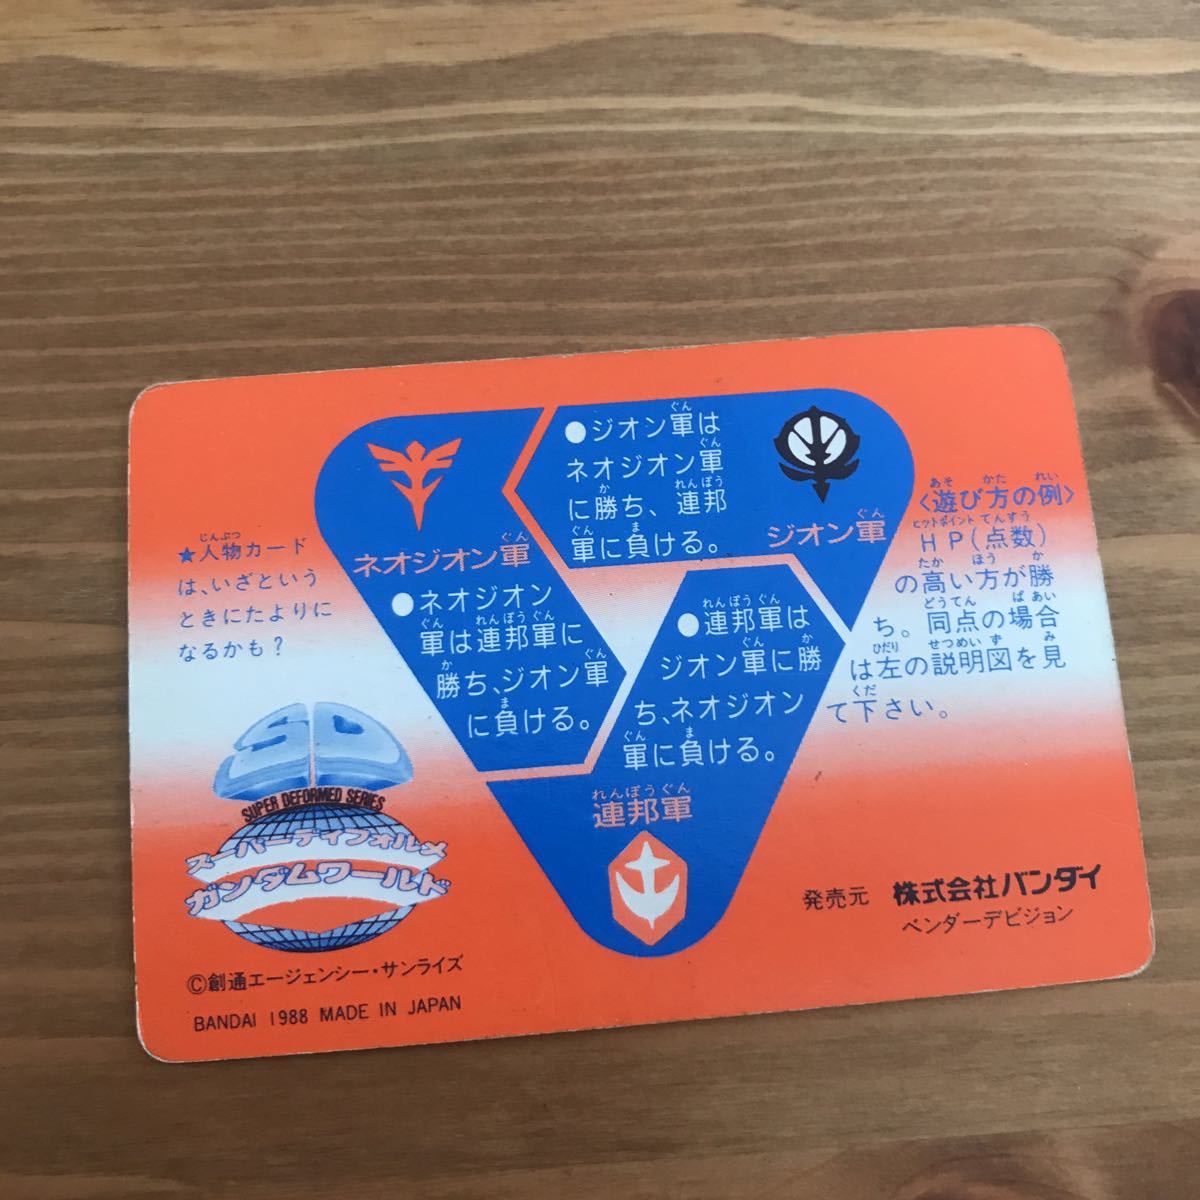 ●ジオン軍は
ネオジオン軍
に勝ち、連邦
軍に負ける。
ジオン軍
ネオジオン軍
●ネオジオン
軍は連邦軍に
勝ち、ジオン軍
に負ける。
●連邦軍は
ジオン軍に勝
ち、ネオジオン
軍に負ける。
連邦軍
★人物カード
は、いざという
ときにたよりに
なるかも？
〈遊び方の例〉
HP(点数)
の高い方が勝
ち。同点の場合
は左の説明図を見
て下さい。
SD
SUPER DEFORMED SERIES
スーパーディフォルメ
ガンダムワールド
©創通エージェンシー・サンライズ
BANDAI 1988 MADE IN JAPAN
発売元 株式会社バンダイ
ベンダーデビジョン